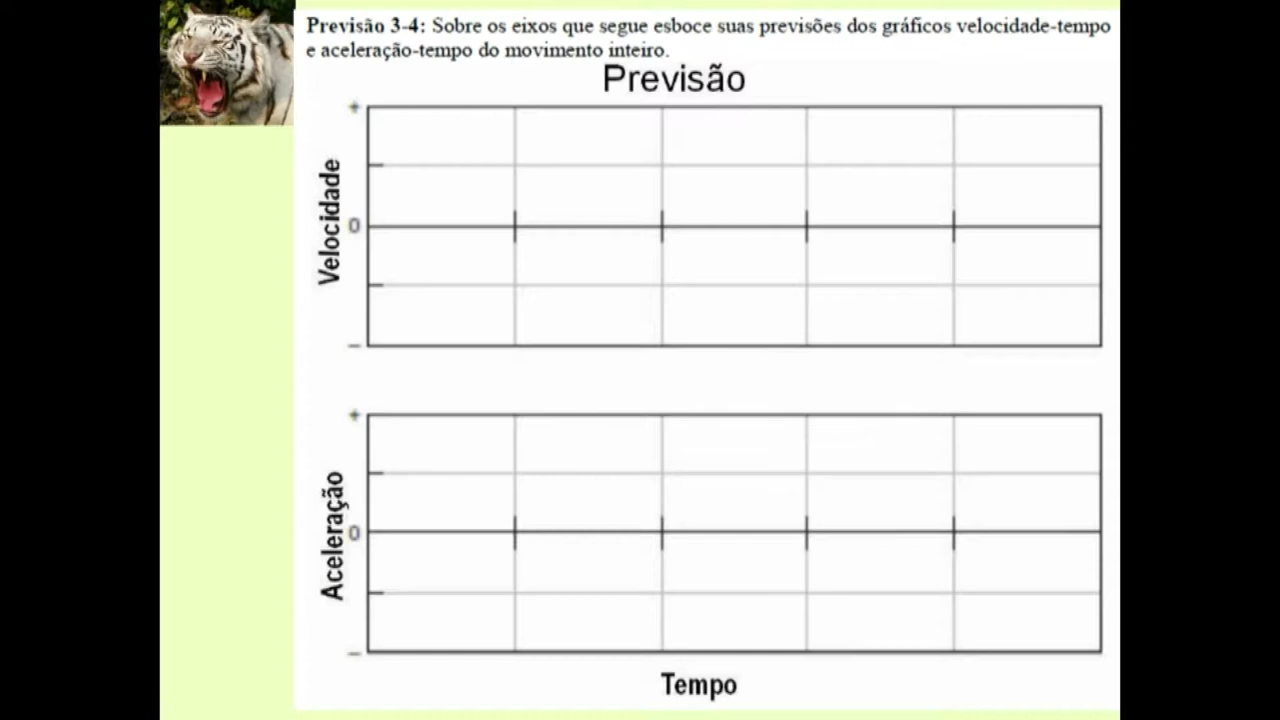 Previsão 3-4: Sobre os eixos que segue esboce suas previsões dos gráficos velocidade-tempo
e aceleração-tempo do movimento inteiro.
Previsão
+
Velocidade
0
–
+
Aceleração
0
–
Tempo